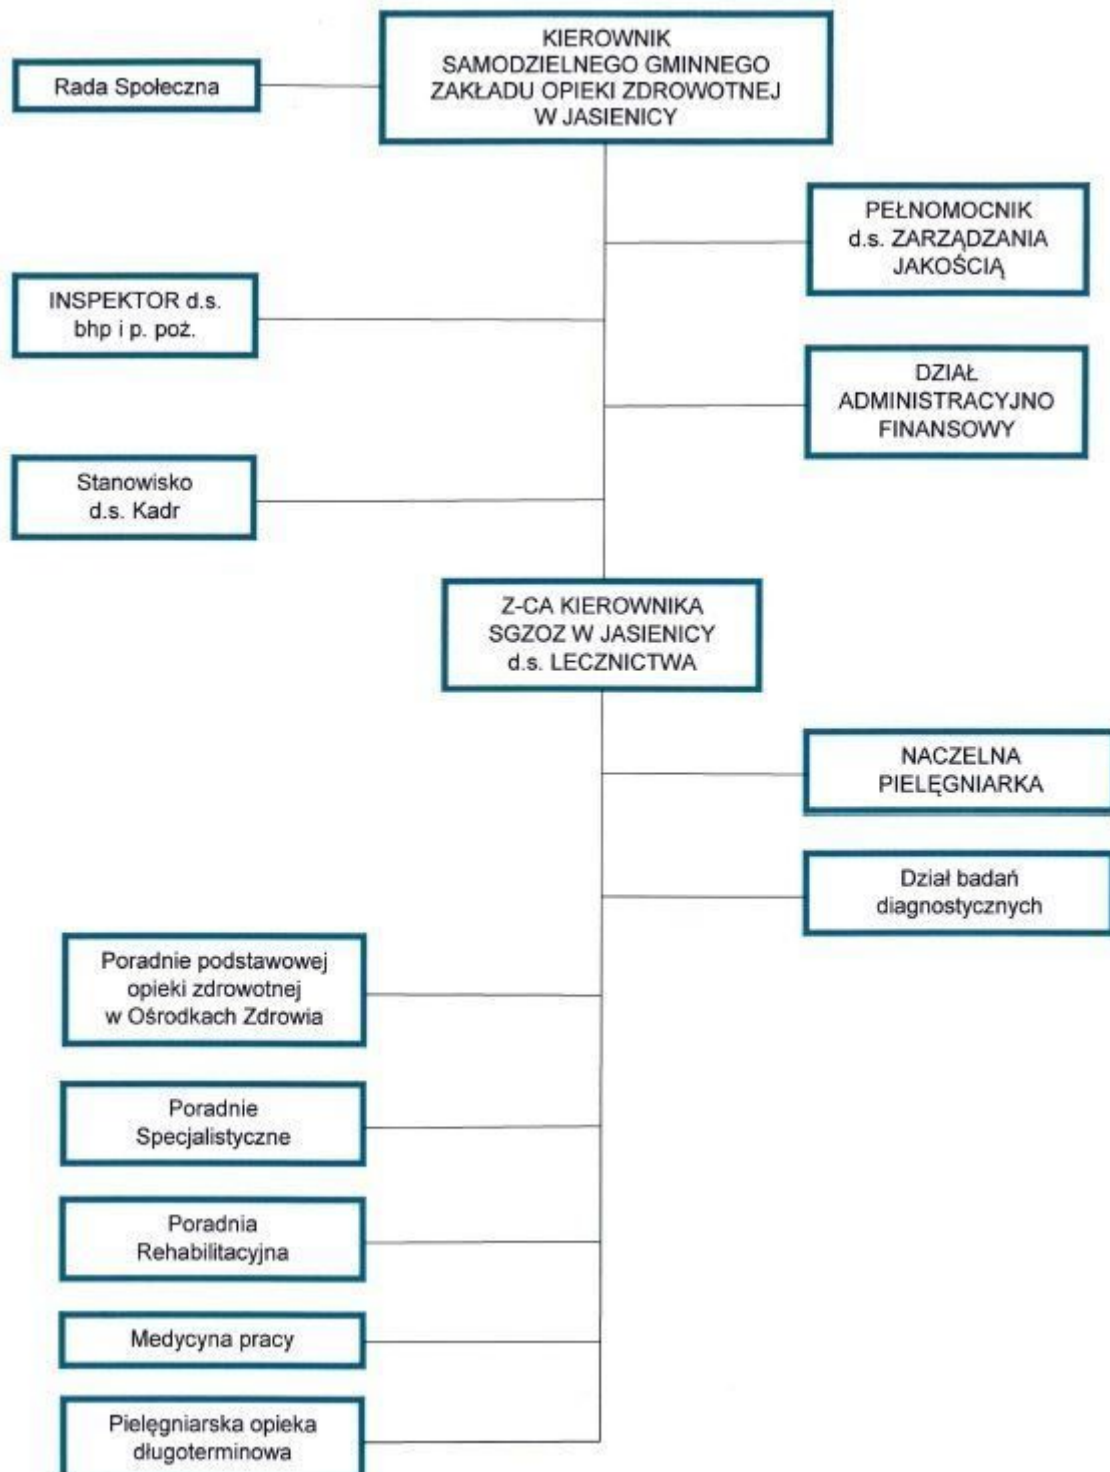 KIEROWNIK
SAMODZIELNEGO GMINNEGO
ZAKŁADU OPIEKI ZDROWOTNEJ
W JASIENICY
Rada Społeczna
PEŁNOMOCNIK
d.s. ZARZĄDZANIA
JAKOŚCIĄ
INSPEKTOR d.s.
bhp i p. poż.
DZIAŁ
ADMINISTRACYJNO
FINANSOWY
Stanowisko
d.s. Kadr
Z-CA KIEROWNIKA
SGZOZ W JASIENICY
d.s. LECZNICTWA
NACZELNA
PIELĘGNIARKA
Dział badań
diagnostycznych
Poradnie podstawowej
opieki zdrowotnej
w Ośrodkach Zdrowia
Poradnie
Specjalistyczne
Poradnia
Rehabilitacyjna
Medycyna pracy
Pielęgniarska opieka
długoterminowa